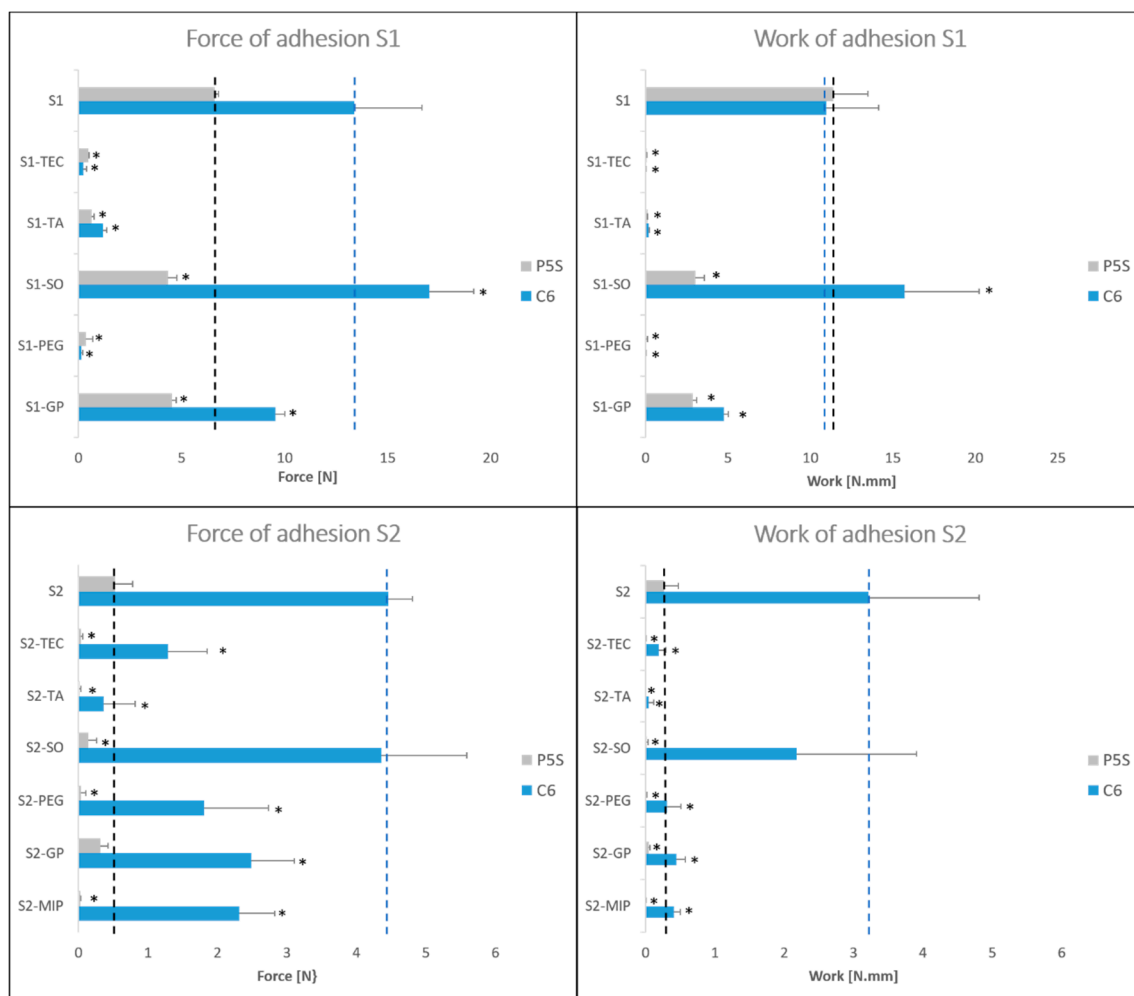 Force of adhesion S1
S1
*
*
S1-TEC
*
*
S1-TA
*
*
S1-SO
*
*
S1-PEG
*
*
S1-GP
*
*
P5S
C6
0 5 10 15 20
Force [N]
Work of adhesion S1
S1
S1-TEC
*
*
S1-TA
*
*
S1-SO
*
*
S1-PEG
*
*
S1-GP
*
*
P5S
C6
0 5 10 15 20 25
Work [N.mm]
Force of adhesion S2
S2
S2-TEC
*
*
S2-TA
*
*
S2-SO
*
S2-PEG
*
*
S2-GP
*
S2-MIP
*
*
P5S
C6
0 1 2 3 4 5 6
Force [N}
Work of adhesion S2
S2
S2-TEC
*
*
S2-TA
*
*
S2-SO
*
S2-PEG
*
*
S2-GP
*
*
S2-MIP
*
*
P5S
C6
0 1 2 3 4 5 6
Work [N.mm]